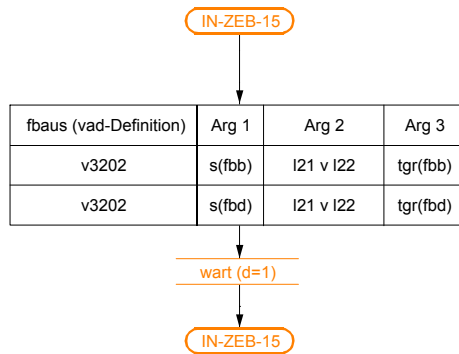 IN-ZEB-15
fbaus (vad-Definition) Arg 1 Arg 2 Arg 3
v3202 s(fbb) l21 v l22 tgr(fbb)
v3202 s(fbd) l21 v l22 tgr(fbd)
wart (d=1)
IN-ZEB-15